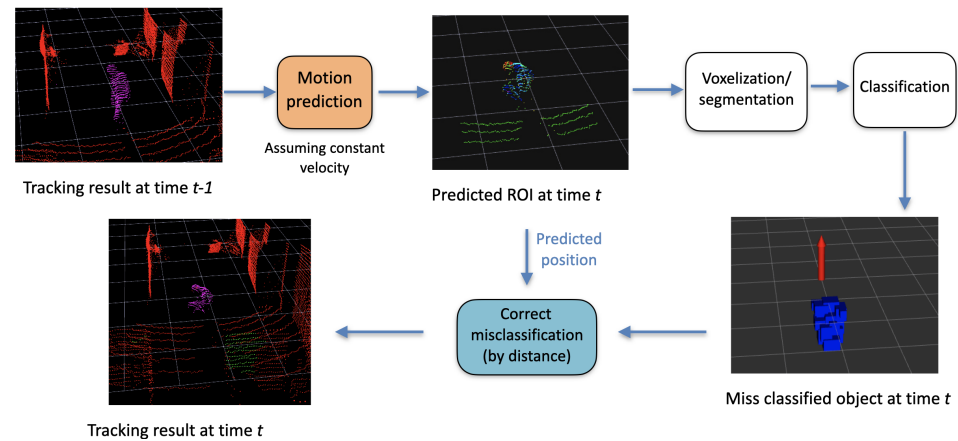 Motion
prediction
Assuming constant
velocity
Voxelization/
segmentation
Classification
Tracking result at time t-1
Predicted ROI at time t
Predicted
position
Correct
misclassification
(by distance)
Miss classified object at time t
Tracking result at time t